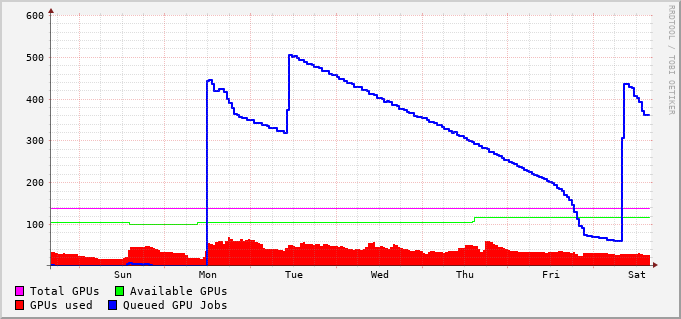 600
500
400
300
200
100
Sun Mon Tue Wed Thu Fri Sat
Total GPUs Available GPUs
GPUs used Queued GPU Jobs
RRDTOOL / TOBI OETIKER